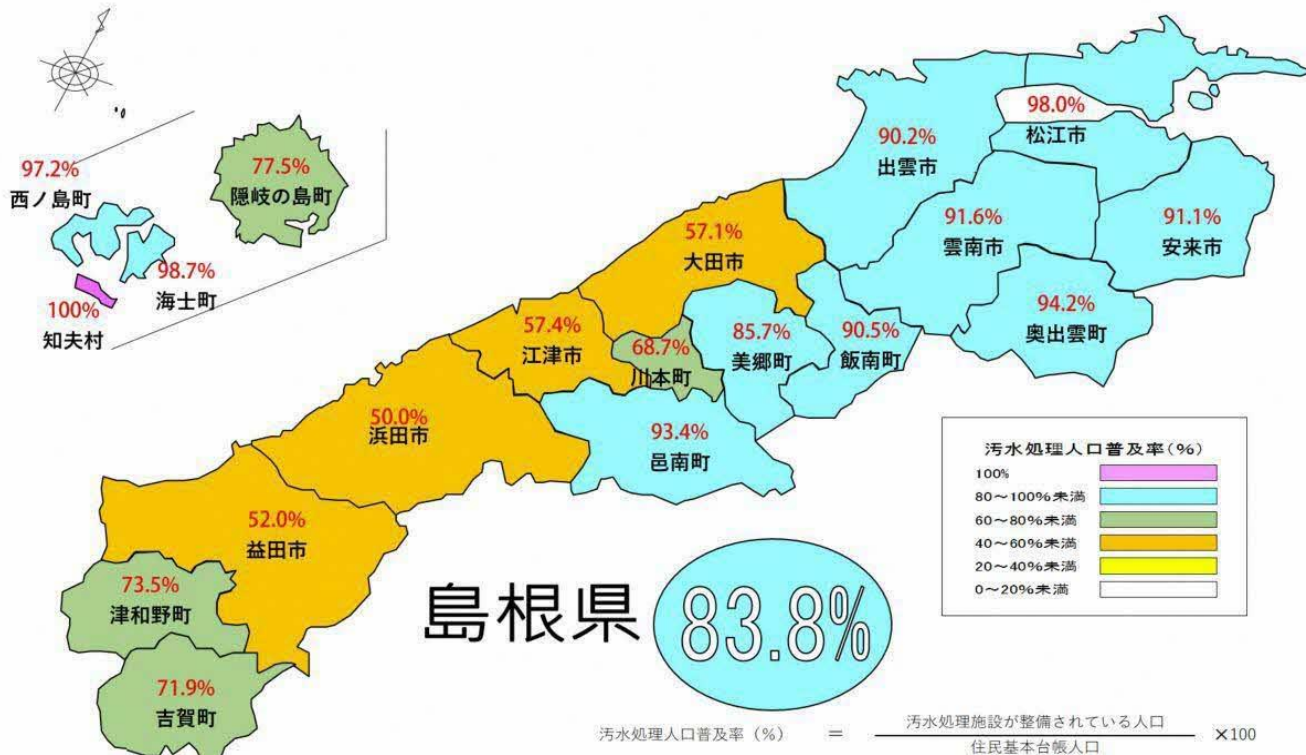 98.0%
松江市
90.2%
出雲市
77.5%
隠岐の島町
97.2%
西ノ島町
91.6%
雲南市
91.1%
安来市
57.1%
大田市
98.7%
海士町
100%
知夫村
94.2%
奥出雲町
57.4%
江津市
68.7%
川本町
85.7%
美郷町
90.5%
飯南町
50.0%
浜田市
93.4%
邑南町
52.0%
益田市
73.5%
津和野町
71.9%
吉賀町
汚水処理人口普及率(%)
100%
80~100%未満
60~80%未満
40~60%未満
20~40%未満
0~20%未満
島根県 83.8%
汚水処理人口普及率(%) = 汚水処理施設が整備されている人口 ×100
住民基本台帳人口